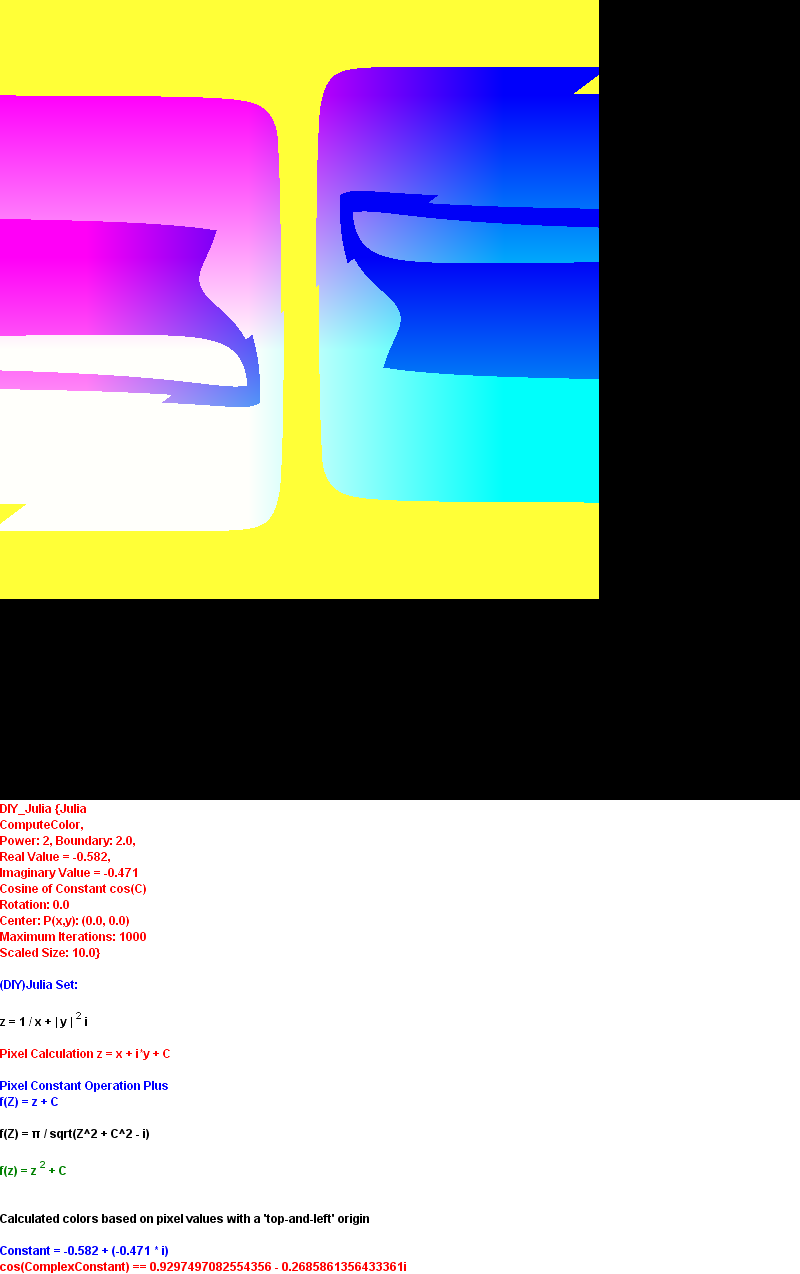 DIY_Julia {Julia
ComputeColor,
Power: 2, Boundary: 2.0,
Real Value = -0.582,
Imaginary Value = -0.471
Cosine of Constant cos(C)
Rotation: 0.0
Center: P(x,y): (0.0, 0.0)
Maximum Iterations: 1000
Scaled Size: 10.0}
(DIY)Julia Set:
z = 1 / x + | y | ² i
Pixel Calculation z = x + i*y + C
Pixel Constant Operation Plus
f(Z) = z + C
f(Z) = π / sqrt(Z^2 + C^2 - i)
f(z) = z ² + C
Calculated colors based on pixel values with a 'top-and-left' origin
Constant = -0.582 + (-0.471 * i)
cos(ComplexConstant) == 0.9297497082554356 - 0.2685861356433361i